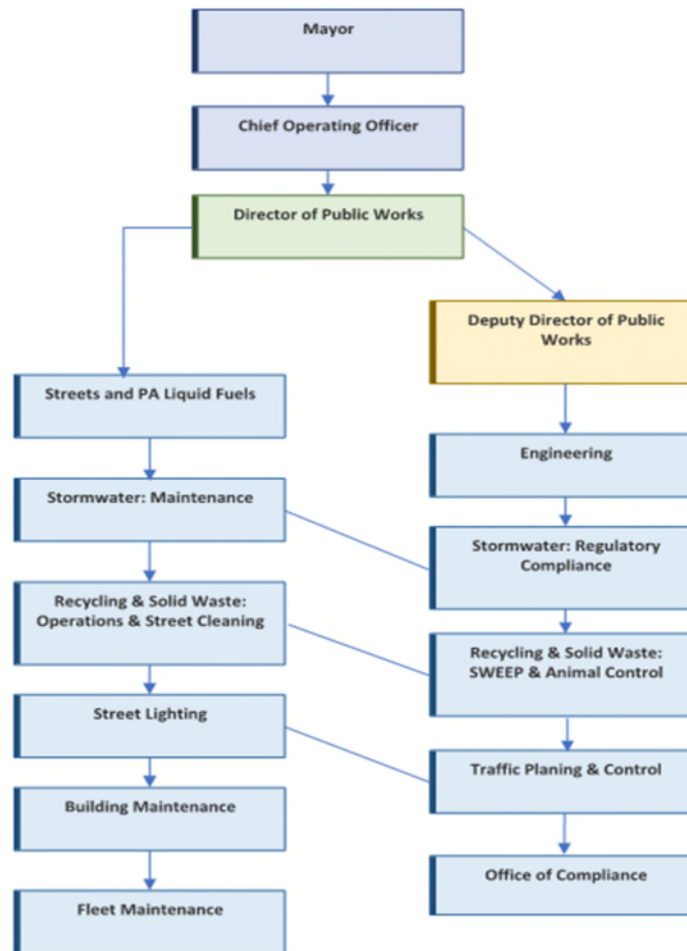 Mayor
Chief Operating Officer
Director of Public Works
Deputy Director of Public
Works
Streets and PA Liquid Fuels
Engineering
Stormwater: Maintenance
Stormwater: Regulatory
Compliance
Recycling & Solid Waste:
Operations & Street Cleaning
Recycling & Solid Waste:
SWEEP & Animal Control
Street Lighting
Traffic Planing & Control
Building Maintenance
Office of Compliance
Fleet Maintenance